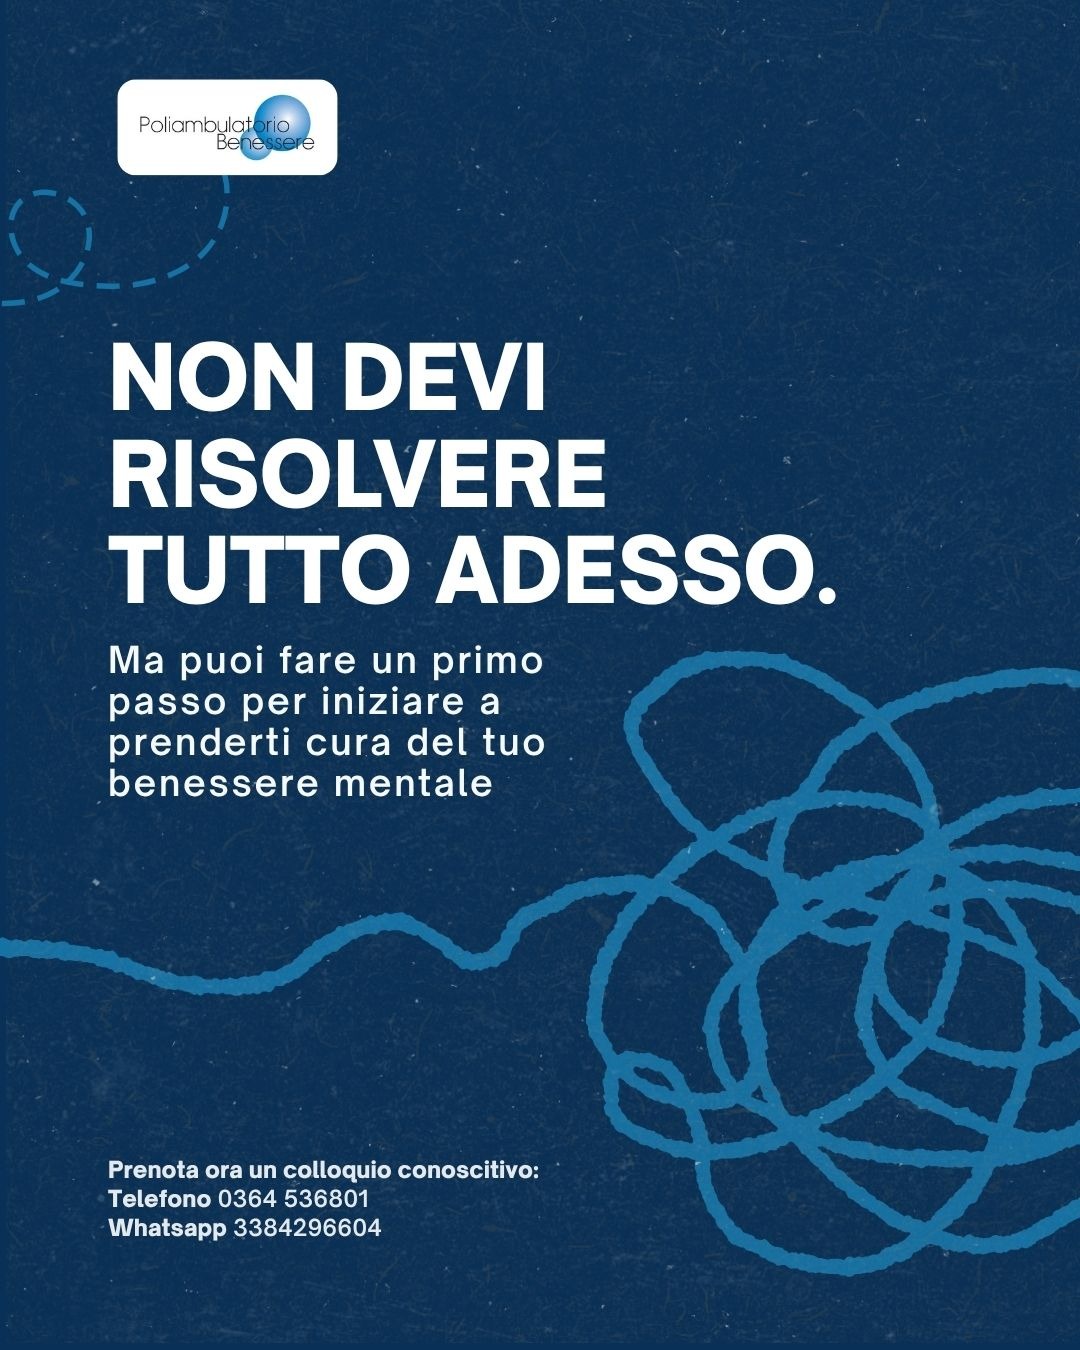 Poliambulatorio
Benessere
NON DEVI
RISOLVERE
TUTTO ADESSO.
Ma puoi fare un primo
passo per iniziare a
prenderti cura del tuo
benessere mentale
Prenota ora un colloquio conoscitivo:
Telefono 0364 536801
Whatsapp 3384296604